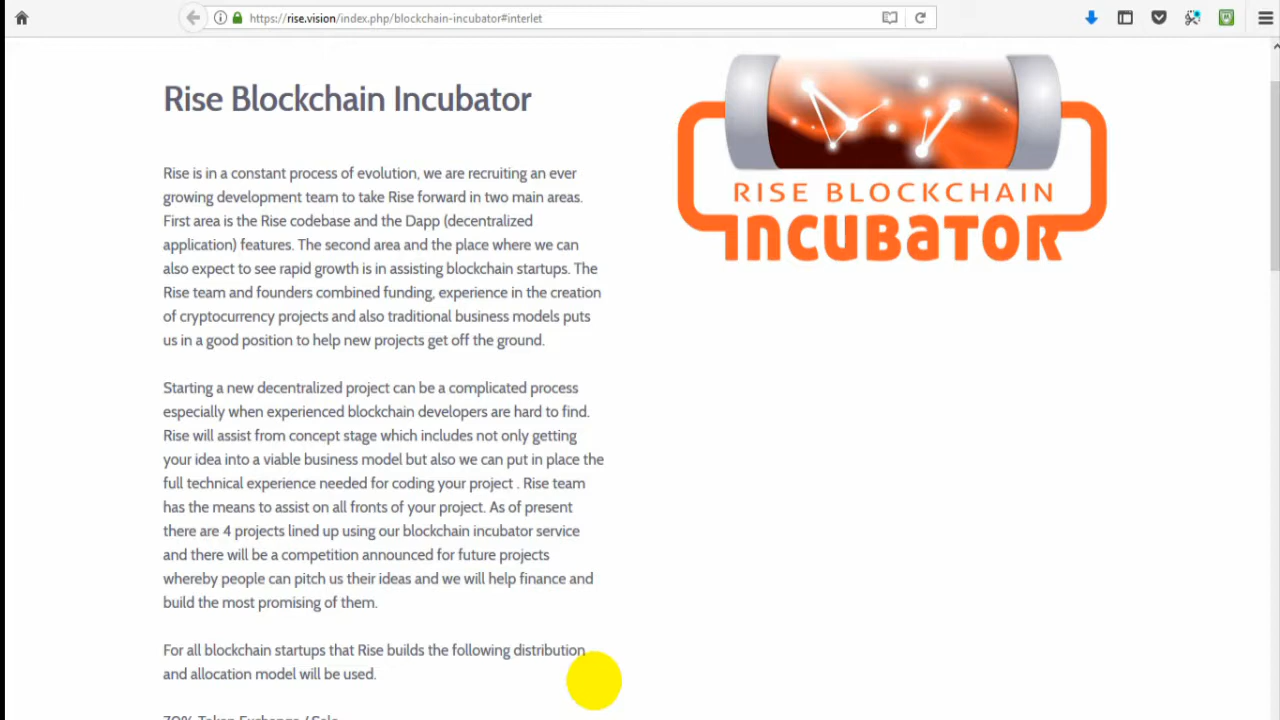 https://rise.vision/index.php/blockchain-incubator#interlet
Rise Blockchain Incubator
RISE BLOCKCHAIN
INCUBATOR
Rise is in a constant process of evolution, we are recruiting an ever
growing development team to take Rise forward in two main areas.
First area is the Rise codebase and the Dapp (decentralized
application) features. The second area and the place where we can
also expect to see rapid growth is in assisting blockchain startups. The
Rise team and founders combined funding, experience in the creation
of cryptocurrency projects and also traditional business models puts
us in a good position to help new projects get off the ground.
Starting a new decentralized project can be a complicated process
especially when experienced blockchain developers are hard to find.
Rise will assist from concept stage which includes not only getting
your idea into a viable business model but also we can put in place the
full technical experience needed for coding your project . Rise team
has the means to assist on all fronts of your project. As of present
there are 4 projects lined up using our blockchain incubator service
and there will be a competition announced for future projects
whereby people can pitch us their ideas and we will help finance and
build the most promising of them.
For all blockchain startups that Rise builds the following distribution
and allocation model will be used.
70% Token Exchange / Sale